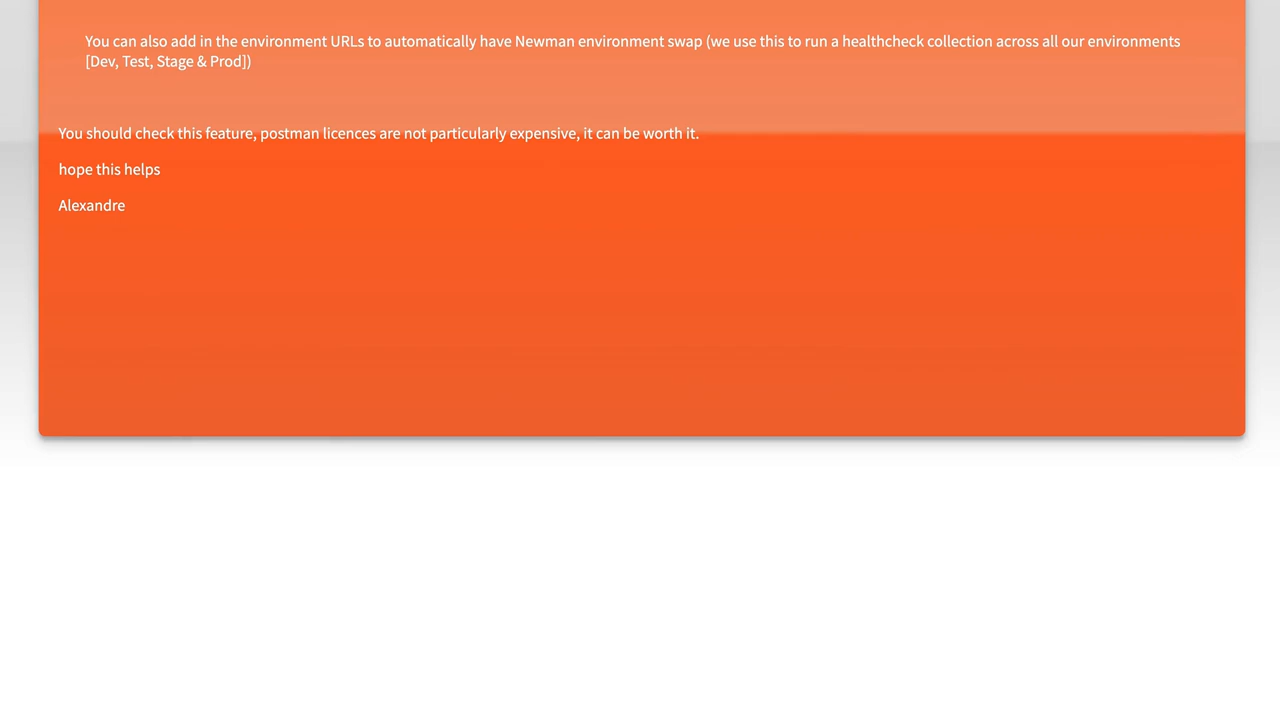 You can also add in the environment URLs to automatically have Newman environment swap (we use this to run a healthcheck collection across all our environments
[Dev, Test, Stage & Prod])
You should check this feature, postman licences are not particularly expensive, it can be worth it.
hope this helps
Alexandre